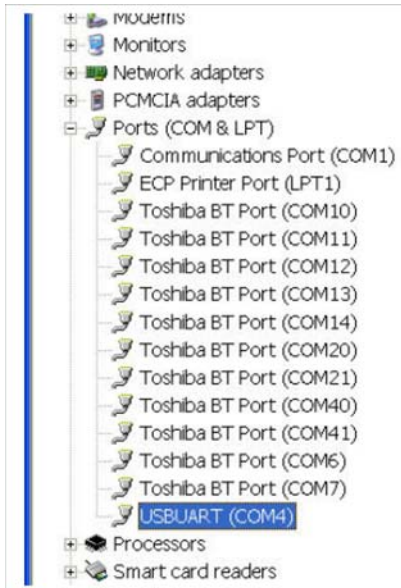 Modems
Monitors
Network adapters
PCMCIA adapters
Ports (COM & LPT)
Communications Port (COM1)
ECP Printer Port (LPT1)
Toshiba BT Port (COM10)
Toshiba BT Port (COM11)
Toshiba BT Port (COM12)
Toshiba BT Port (COM13)
Toshiba BT Port (COM14)
Toshiba BT Port (COM20)
Toshiba BT Port (COM21)
Toshiba BT Port (COM40)
Toshiba BT Port (COM41)
Toshiba BT Port (COM6)
Toshiba BT Port (COM7)
USBUART (COM4)
Processors
Smart card readers